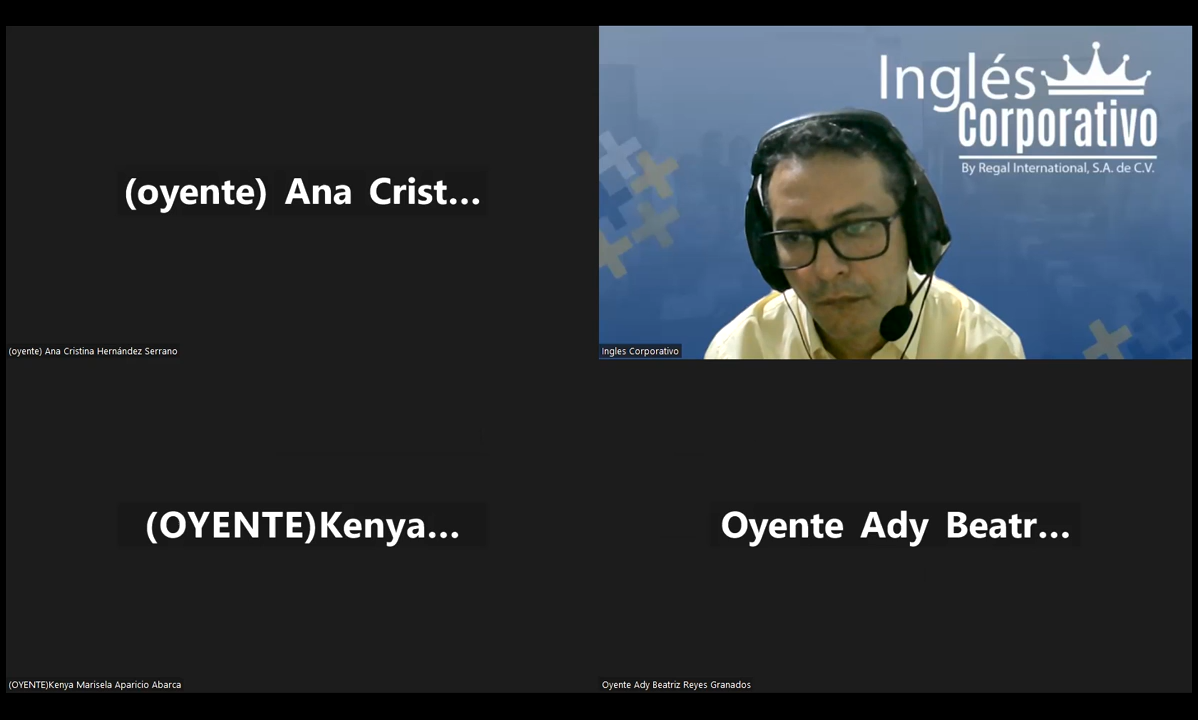 (oyente) Ana Crist...
(oyente) Ana Cristina Hernández Serrano
Inglés
Corporativo
By Regal International, S.A. de C.V.
Ingles Corporativo
(OYENTE)Kenya...
(OYENTE)Kenya Marisela Aparicio Abarca
Oyente Ady Beatr...
Oyente Ady Beatriz Reyes Granados